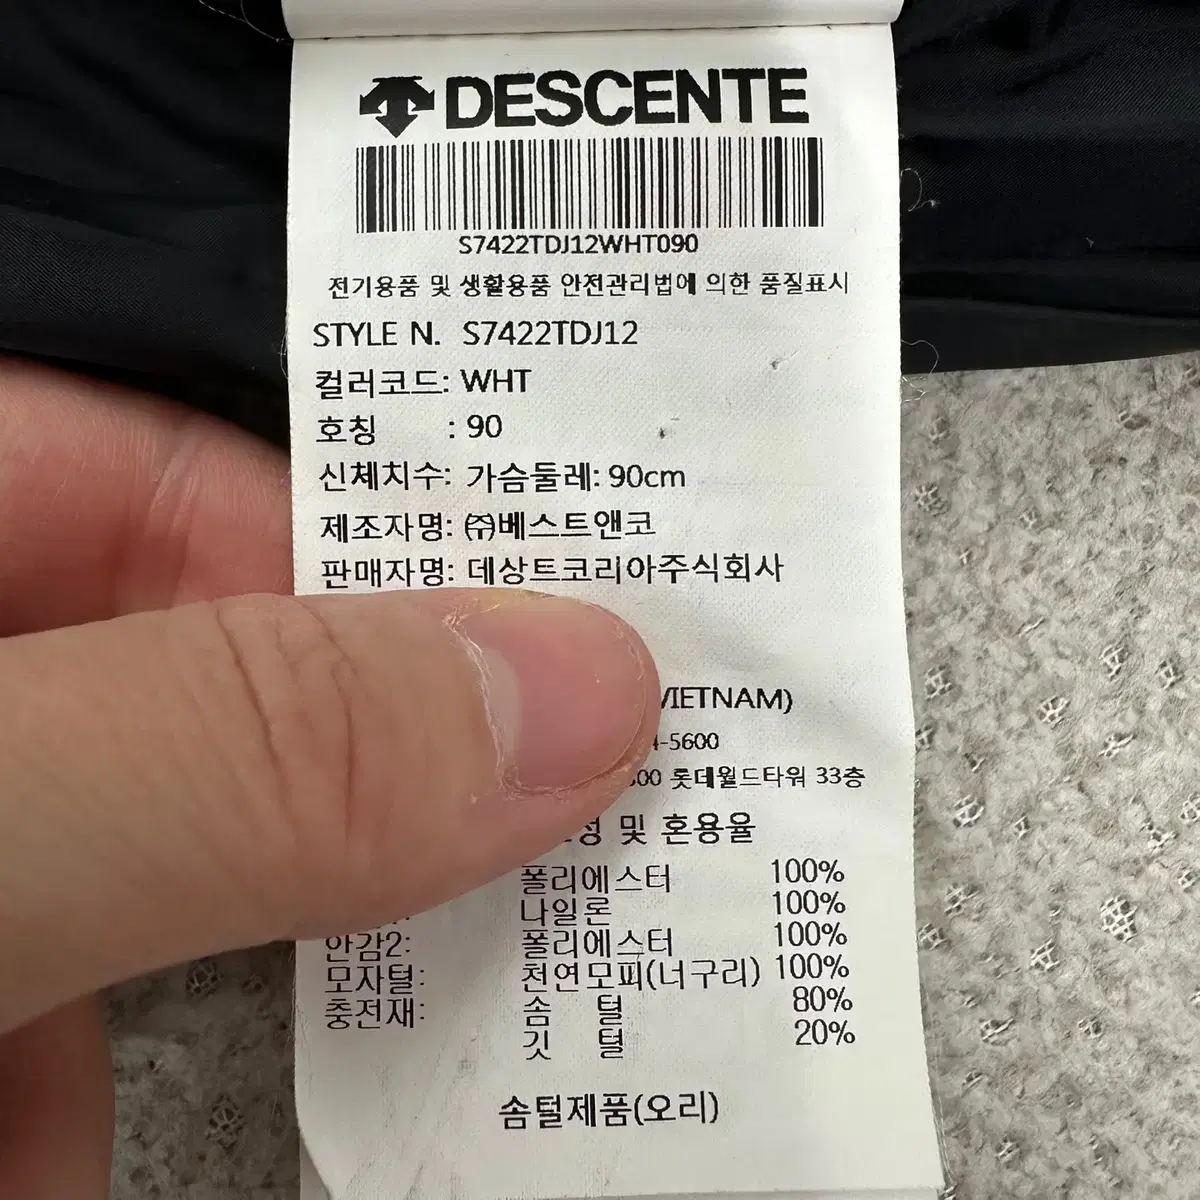 DESCENTE
S7422TDJ12WHT090
전기용품 및 생활용품 안전관리법에 의한 품질표시
STYLE N. S7422TDJ12
컬러코드: WHT
호칭 : 90
신체치수: 가슴둘레: 90cm
제조자명: ㈜베스트앤코
판매자명: 데상트코리아주식회사
VIETNAM)
-5600
00 롯데월드타워 33층
및 혼용율
폴리에스터 100%
나일론 100%
안감2: 폴리에스터 100%
모자털: 천연모피(너구리) 100%
충전재: 솜 털 80%
깃 털 20%
솜털제품(오리)